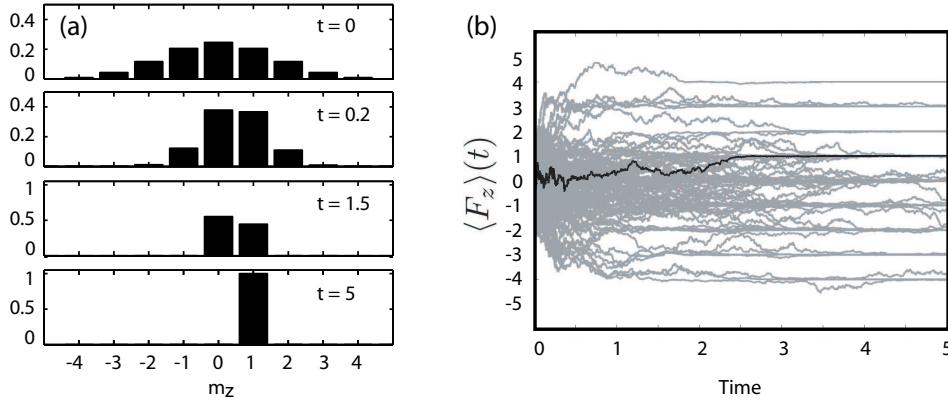 (a)
t = 0
0.4
0.2
0
t = 0.2
0.4
0.2
0
t = 1.5
1
0.5
0
t = 5
1
0.5
0
-4 -3 -2 -1 0 1 2 3 4
mz
(b)
5
4
3
2
1
0
-1
-2
-3
-4
-5
⟨Fz⟩(t)
0 1 2 3 4 5
Time